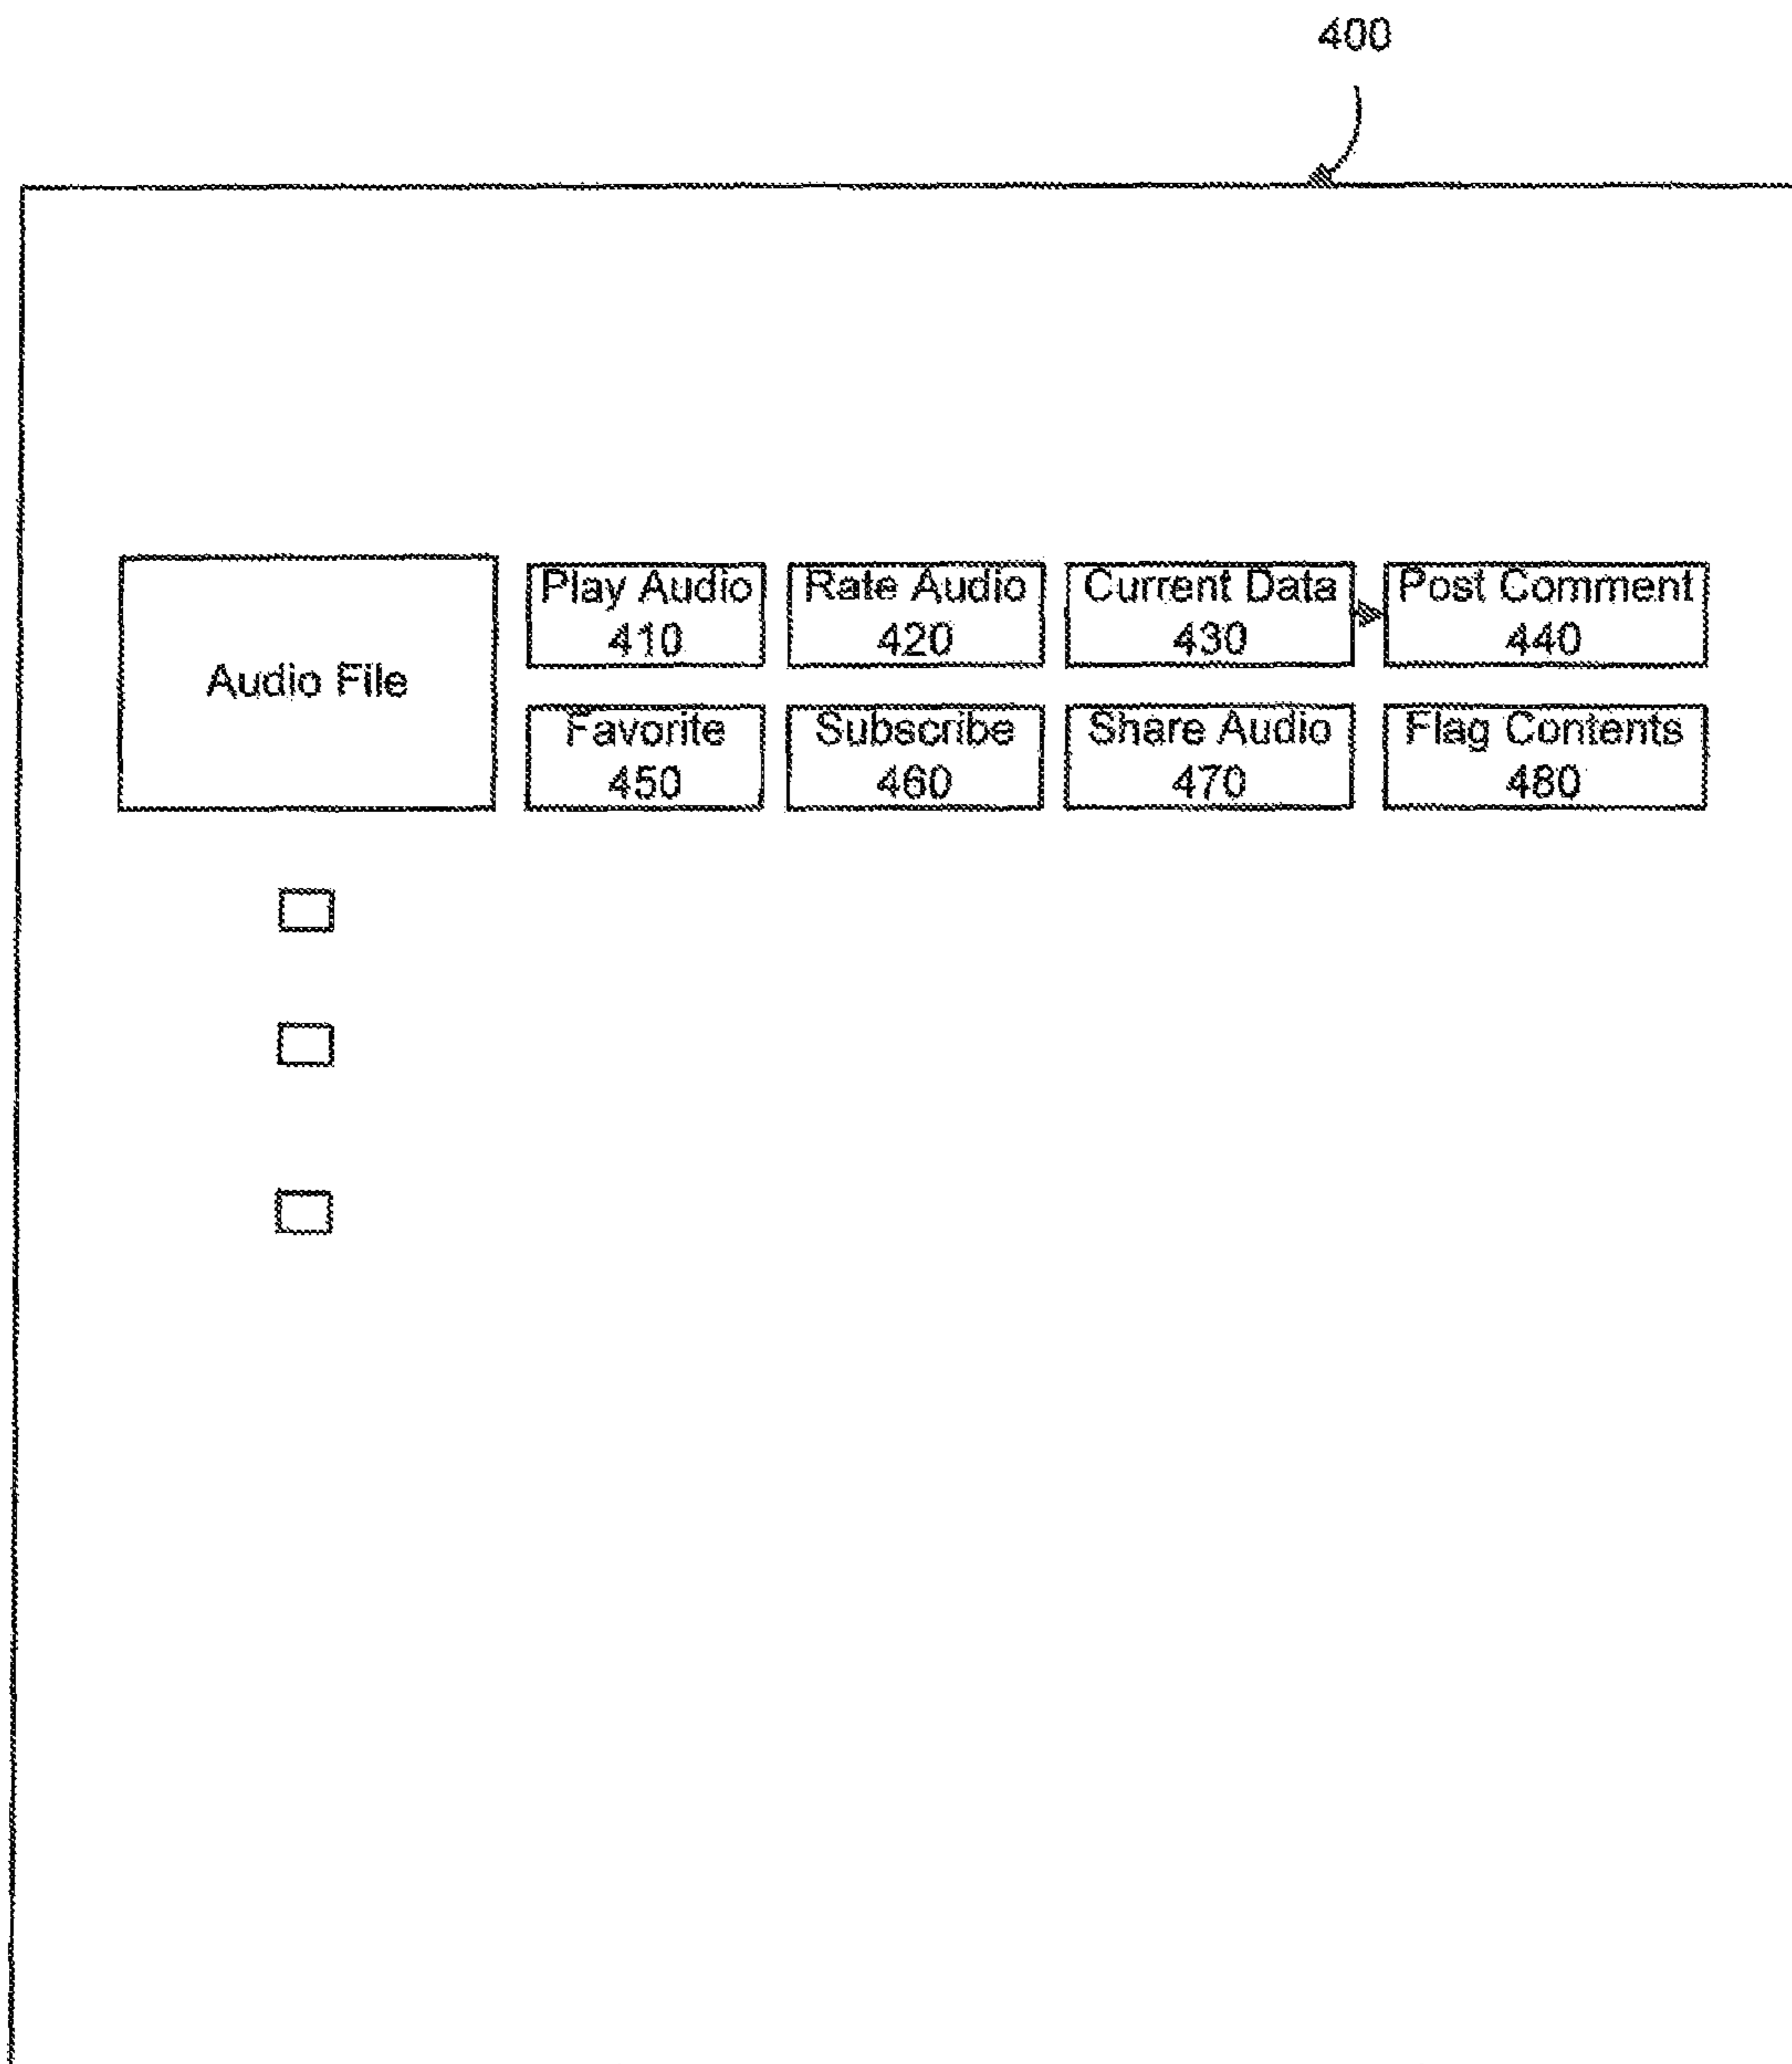 400
Audio File
Play Audio
410
Rate Audio
420
Current Data
430
Post Comment
440
Favorite
450
Subscribe
460
Share Audio
470
Flag Contents
480